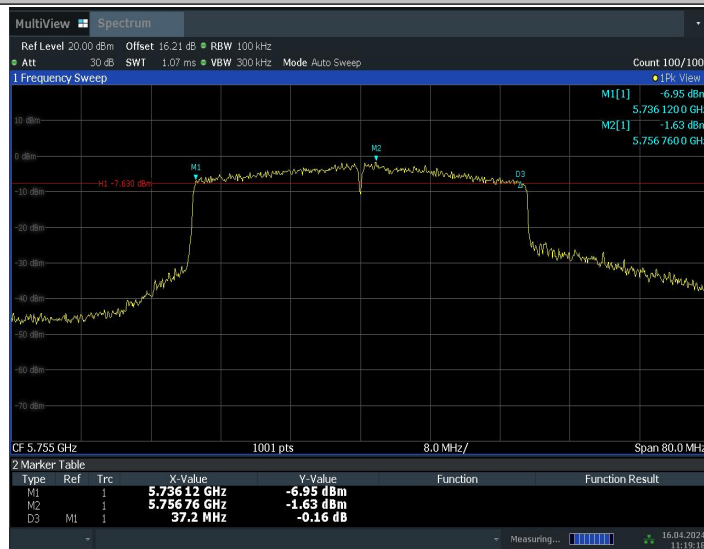 MultiView Spectrum
Ref Level 20.00 dBm Offset 16.21 dB RBW 100 kHz
Att 30 dB SWT 1.07 ms VBW 300 kHz Mode Auto Sweep Count 100/100
1 Frequency Sweep 1Pk View
M1[1] -6.95 dBm
5.736 120 0 GHz
M2[1] -1.63 dBm
5.756 760 0 GHz
10 dBm
0 dBm
M2
M1
D3
H1 -7.630 dBm
-10 dBm
-20 dBm
-30 dBm
-40 dBm
-50 dBm
-60 dBm
-70 dBm
CF 5.755 GHz 1001 pts 8.0 MHz/ Span 80.0 MHz
2 Marker Table
Type Ref Trc X-Value Y-Value Function Function Result
M1 1 5.736 12 GHz -6.95 dBm
M2 1 5.756 76 GHz -1.63 dBm
D3 M1 1 37.2 MHz -0.16 dB
Measuring... 16.04.2024
11:19:18